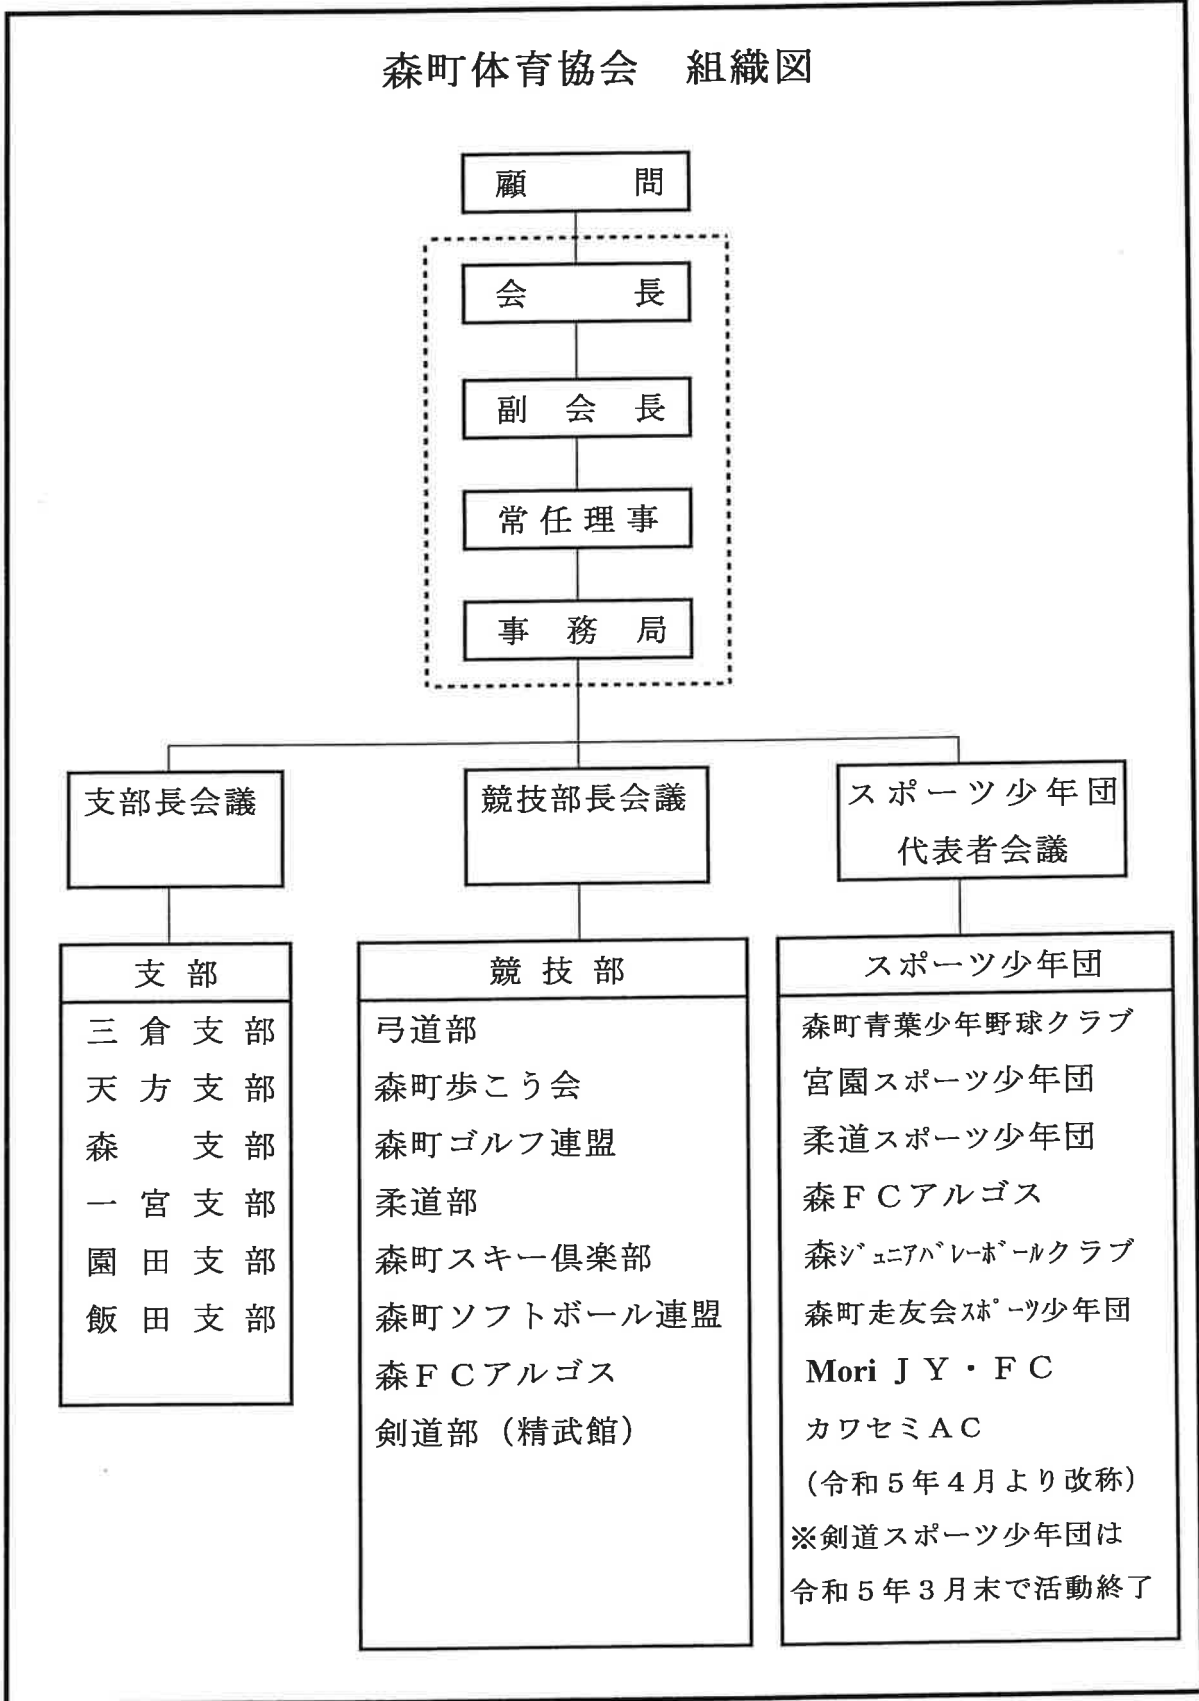 森町体育協会　組織図
顧問
会長
副会長
常任理事
事務局
支部長会議
競技部長会議
スポーツ少年団
代表者会議
支部
三倉支部
天方支部
森　支部
一宮支部
園田支部
飯田支部
競技部
弓道部
森町歩こう会
森町ゴルフ連盟
柔道部
森町スキー倶楽部
森町ソフトボール連盟
森ＦＣアルゴス
剣道部（精武館）
スポーツ少年団
森町青葉少年野球クラブ
宮園スポーツ少年団
柔道スポーツ少年団
森ＦＣアルゴス
森ｼﾞｭﾆｱﾊﾞﾚｰﾎﾞｰﾙクラブ
森町走友会ｽﾎﾟｰﾂ少年団
Mori ＪＹ・ＦＣ
カワセミＡＣ
（令和５年４月より改称）
※剣道スポーツ少年団は
令和５年３月末で活動終了